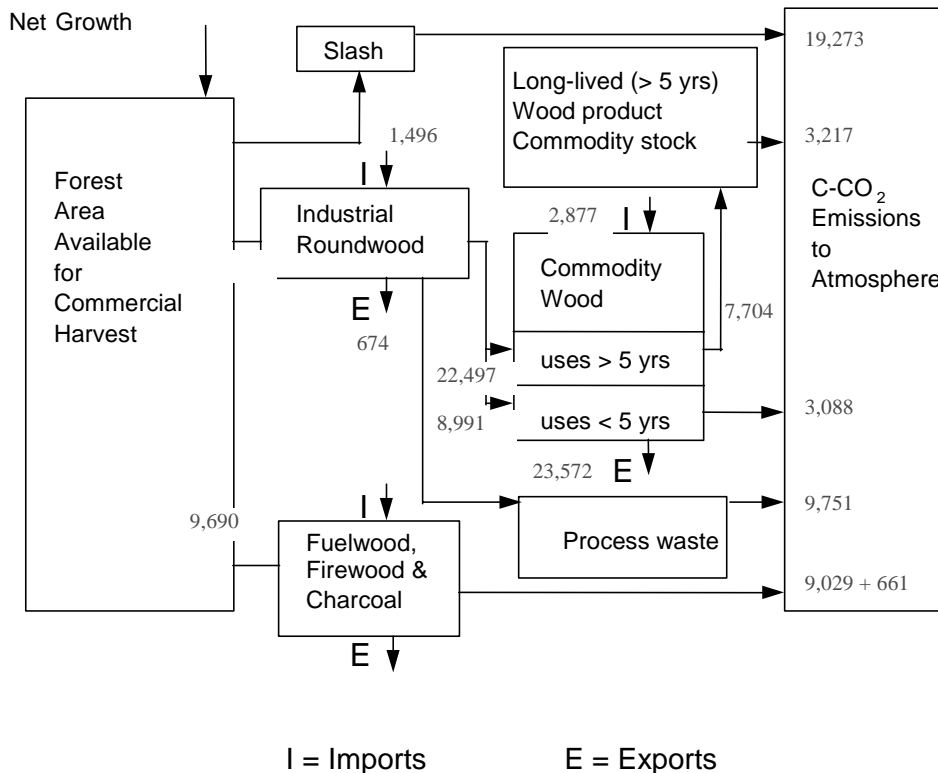 Net Growth
Slash
19,273
Long-lived (> 5 yrs)
Wood product
Commodity stock
1,496
3,217
I
Forest
Area
Available
for
Commercial
Harvest
Industrial
Roundwood
C-CO2
Emissions
to
Atmosphere
2,877
I
Commodity
Wood
E
674
7,704
uses > 5 yrs
22,497
uses < 5 yrs
8,991
3,088
23,572
E
I
9,690
Process waste
9,751
Fuelwood,
Firewood &
Charcoal
9,029 + 661
E
I = Imports
E = Exports